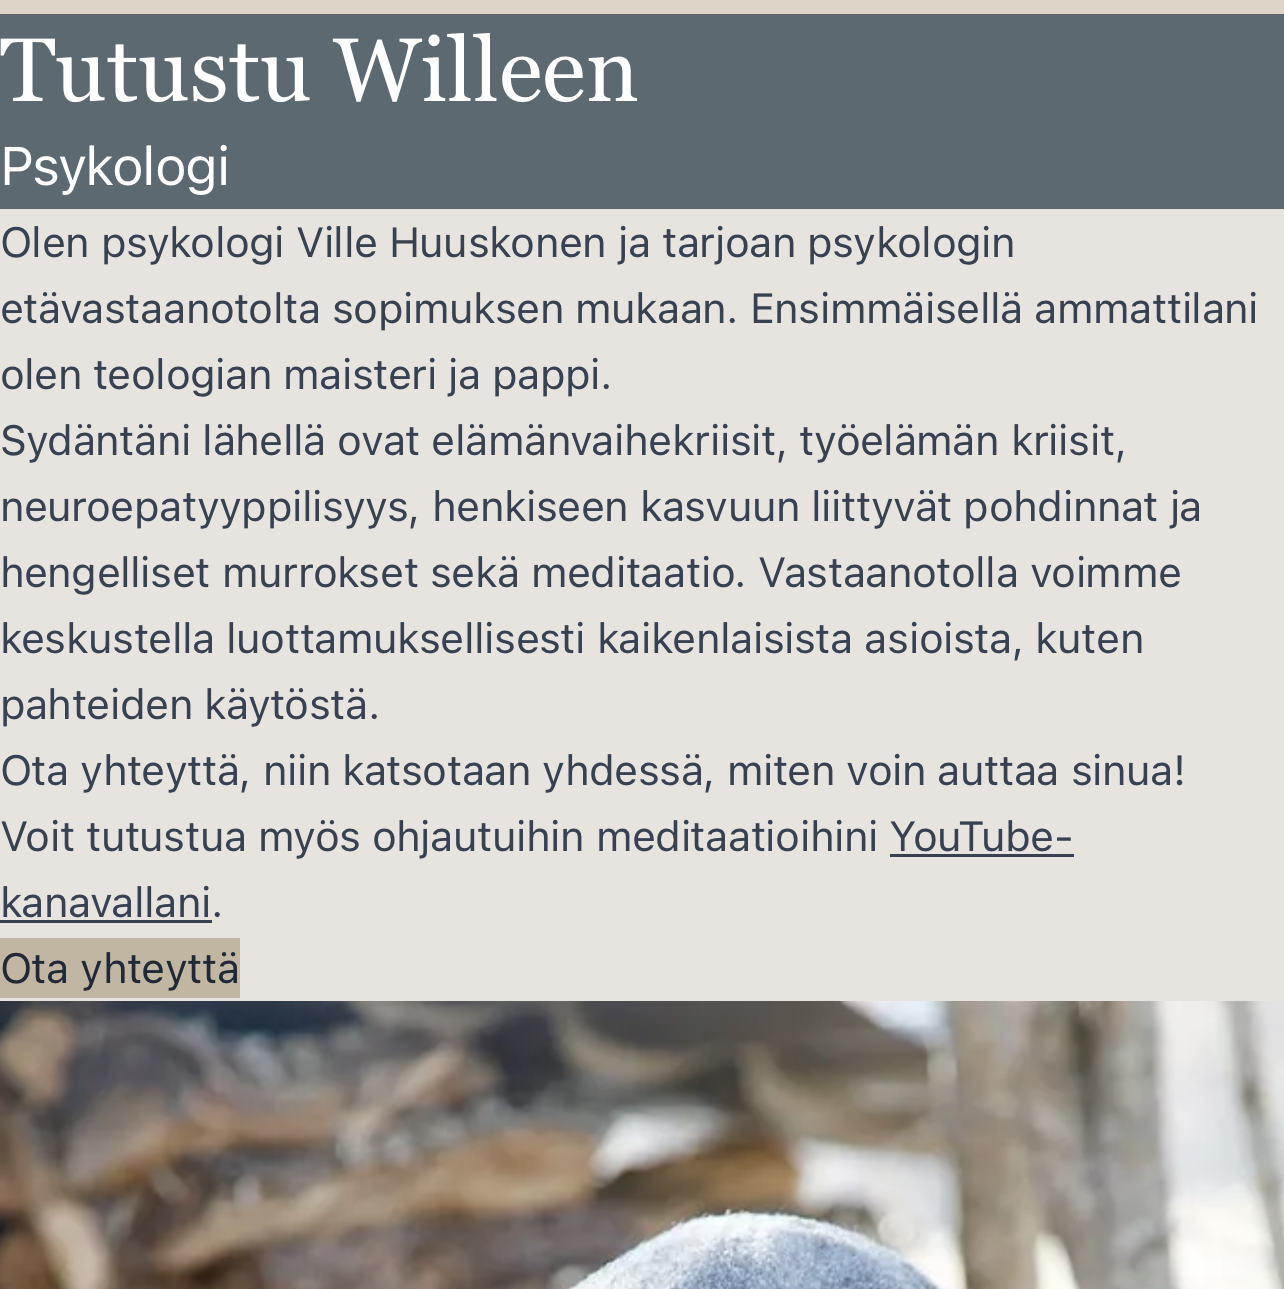 Tutustu Willeen
Psykologi
Olen psykologi Ville Huuskonen ja tarjoan psykologin
etävastaanotolta sopimuksen mukaan. Ensimmäisellä ammattilani
olen teologian maisteri ja pappi.
Sydäntäni lähellä ovat elämänvaihekriisit, työelämän kriisit,
neuroepatyyppilisyys, henkiseen kasvuun liittyvät pohdinnat ja
hengelliset murrokset sekä meditaatio. Vastaanotolla voimme
keskustella luottamuksellisesti kaikenlaisista asioista, kuten
pahteiden käytöstä.
Ota yhteyttä, niin katsotaan yhdessä, miten voin auttaa sinua!
Voit tutustua myös ohjautuihin meditaatioihini YouTube-
kanavallani.
Ota yhteyttä